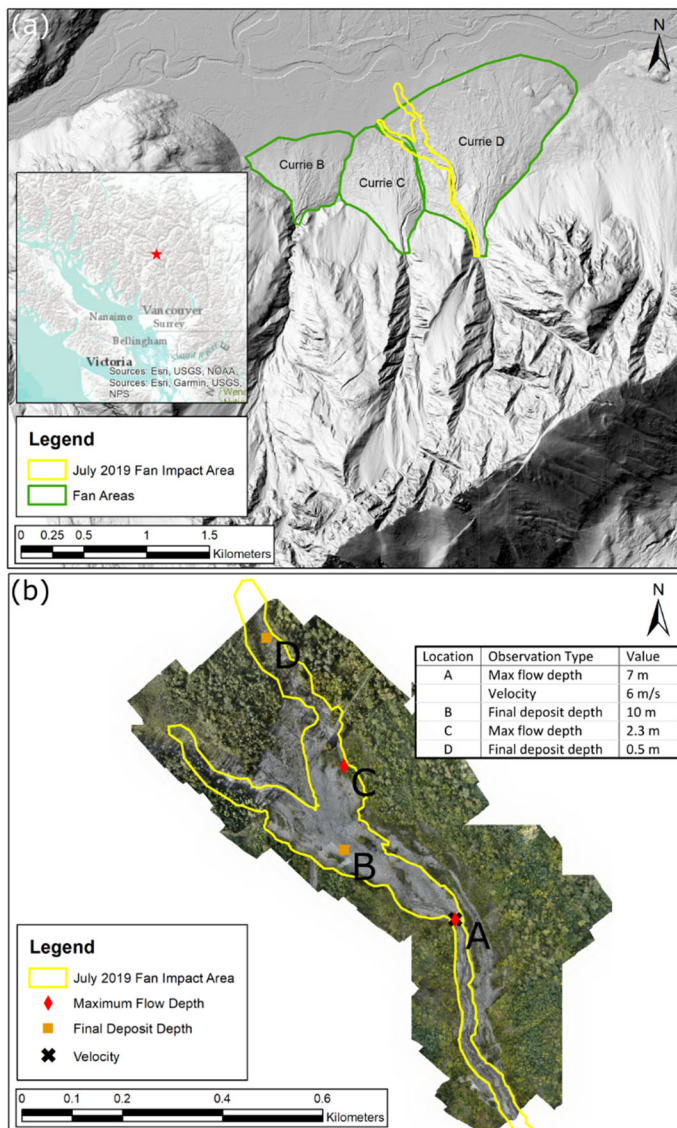 (a)
N
Currie B
Currie C
Currie D
Nanaimo
Vancouver
Surrey
Bellingham
Victoria
Sources: Esri, USGS, NOAA,
Sources: Esri, Garmin, USGS,
NPS
Legend
July 2019 Fan Impact Area
Fan Areas
0 0.25 0.5 1 1.5
Kilometers
(b)
N
Location Observation Type Value
A Max flow depth 7 m
Velocity 6 m/s
B Final deposit depth 10 m
C Max flow depth 2.3 m
D Final deposit depth 0.5 m
D
C
B
A
Legend
July 2019 Fan Impact Area
Maximum Flow Depth
Final Deposit Depth
Velocity
0 0.1 0.2 0.4 0.6
Kilometers